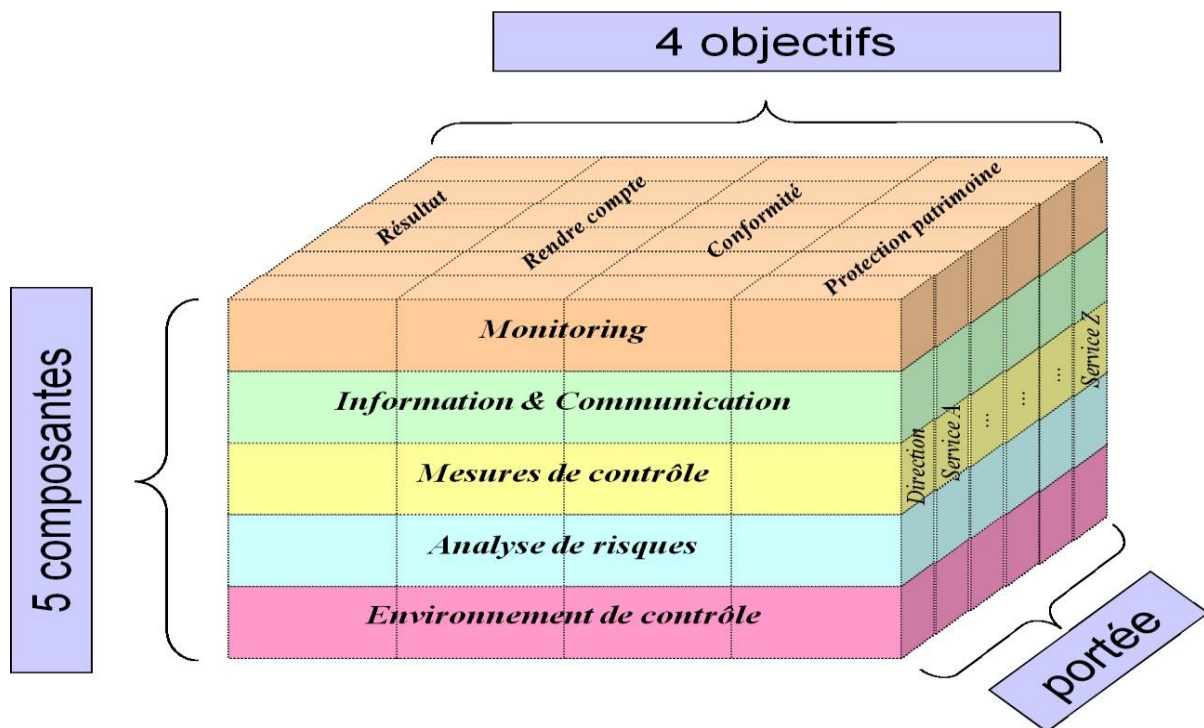 4 objectifs
Résultat
Rendre compte
Conformité
Protection patrimoine
5 composantes
Monitoring
Information & Communication
Mesures de contrôle
Analyse de risques
Environnement de contrôle
Direction
Service A
...
...
...
Service Z
portée